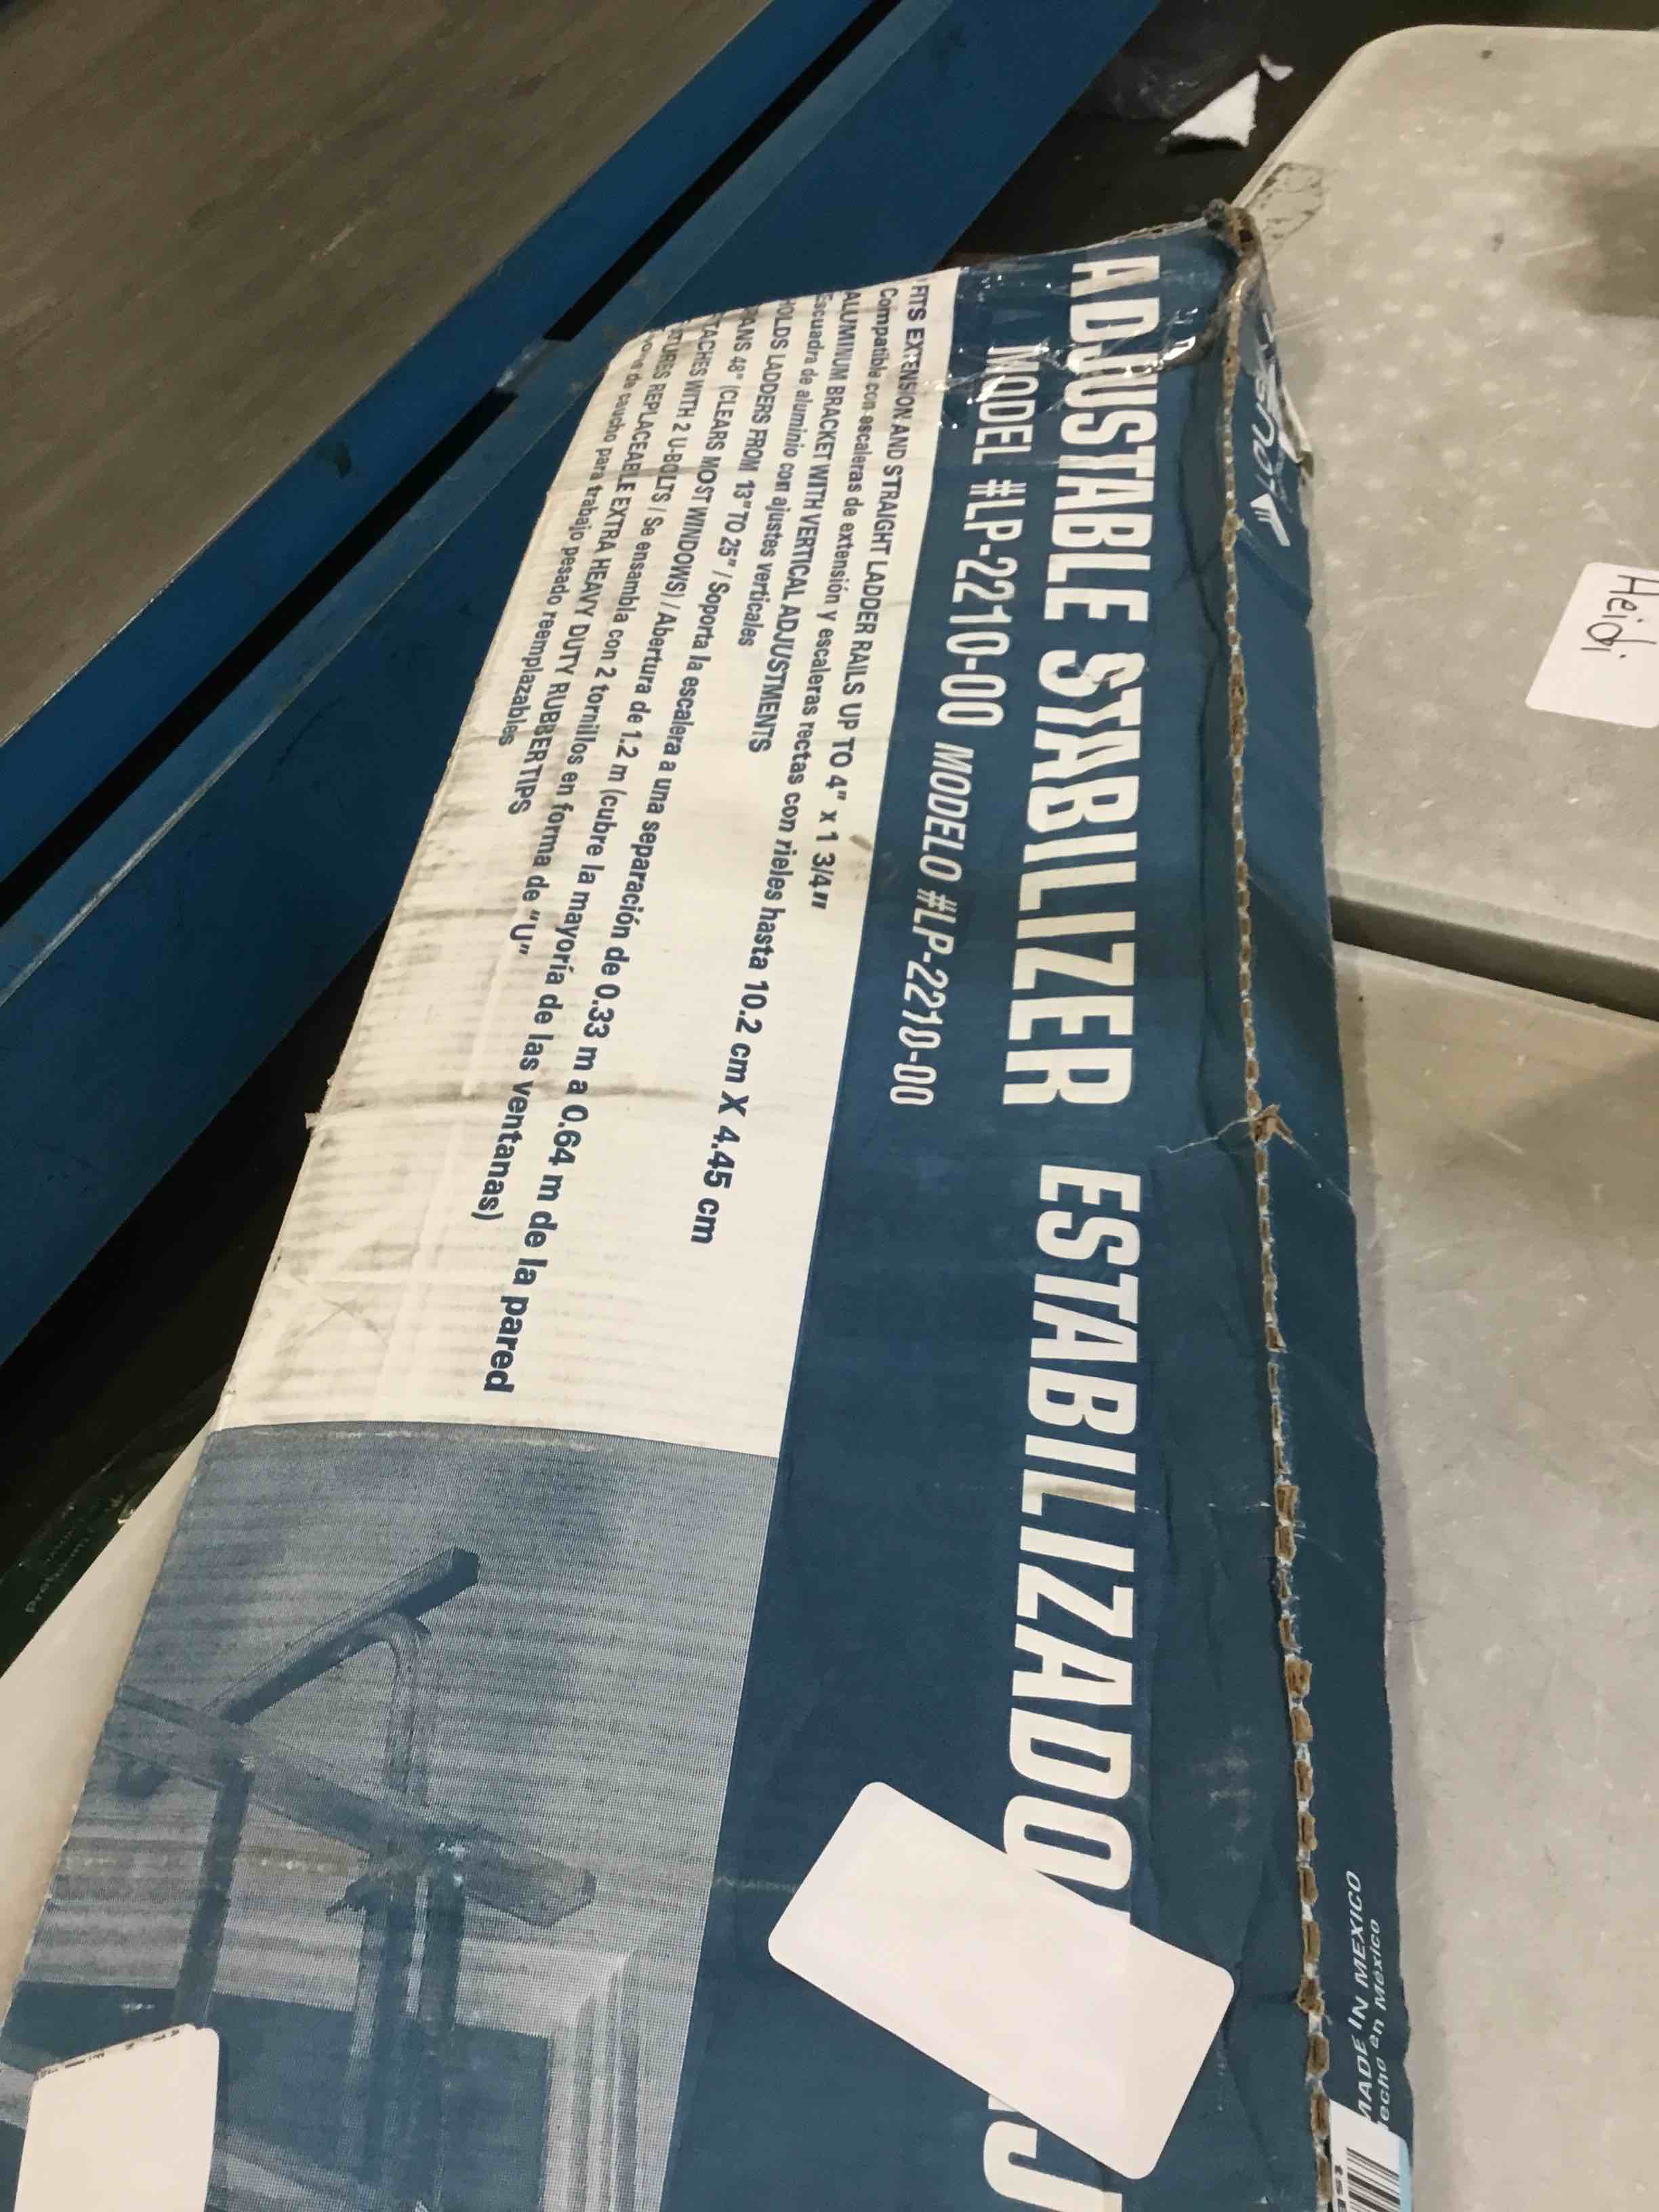 ADJUSTABLE STABILIZER ESTABILIZADO
MODEL #LP-2210-00 MODELO #LP-2210-00
FITS EXTENSION AND STRAIGHT LADDER RAILS UP TO 4" x 1 3/4"
Compatible con escaleras de extensión y escaleras rectas con rieles hasta 10.2 cm X 4.45 cm
ALUMINUM BRACKET WITH VERTICAL ADJUSTMENTS
Escuadra de aluminio con ajustes verticales
HOLDS LADDERS FROM 13" TO 25" / Soporta la escalera a una separación de 0.33 m a 0.64 m de la pared
ANS 48" (CLEARS MOST WINDOWS) / Abertura de 1.2 m (cubre la mayoría de las ventanas)
TACHES WITH 2 U-BOLTS / Se ensambla con 2 tornillos en forma de "U"
TURES REPLACEABLE EXTRA HEAVY DUTY RUBBER TIPS
de caucho para trabajo pesado reemplazables
MADE IN MEXICO
Hecho en México
Heidi